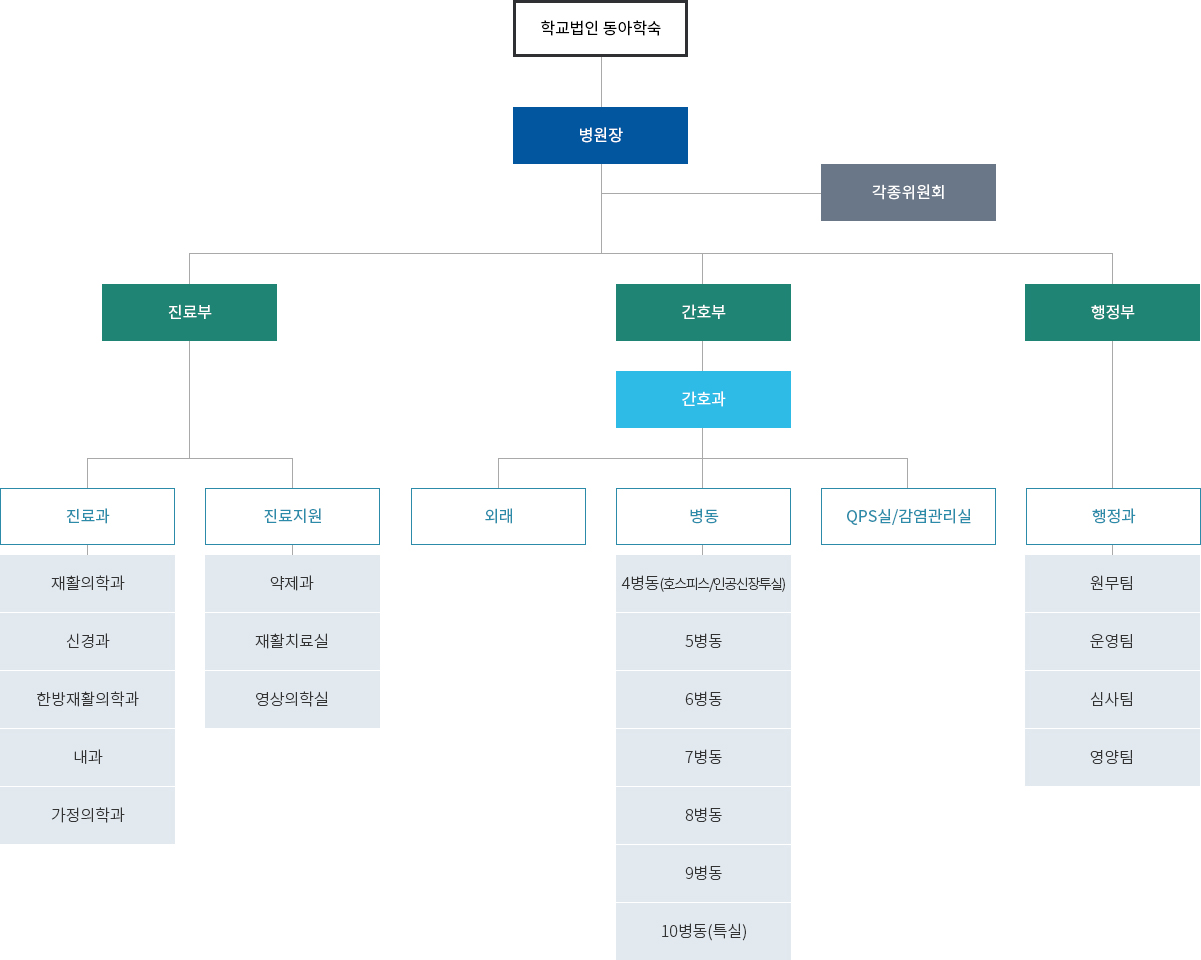 학교법인 동아학숙
병원장
각종위원회
진료부
간호부
행정부
간호과
진료과
진료지원
외래
병동
QPS실/감염관리실
행정과
재활의학과
약제과
4병동(호스피스/인공신장투실)
원무팀
신경과
재활치료실
5병동
운영팀
한방재활의학과
영상의학실
6병동
심사팀
내과
7병동
영양팀
가정의학과
8병동
9병동
10병동(특실)